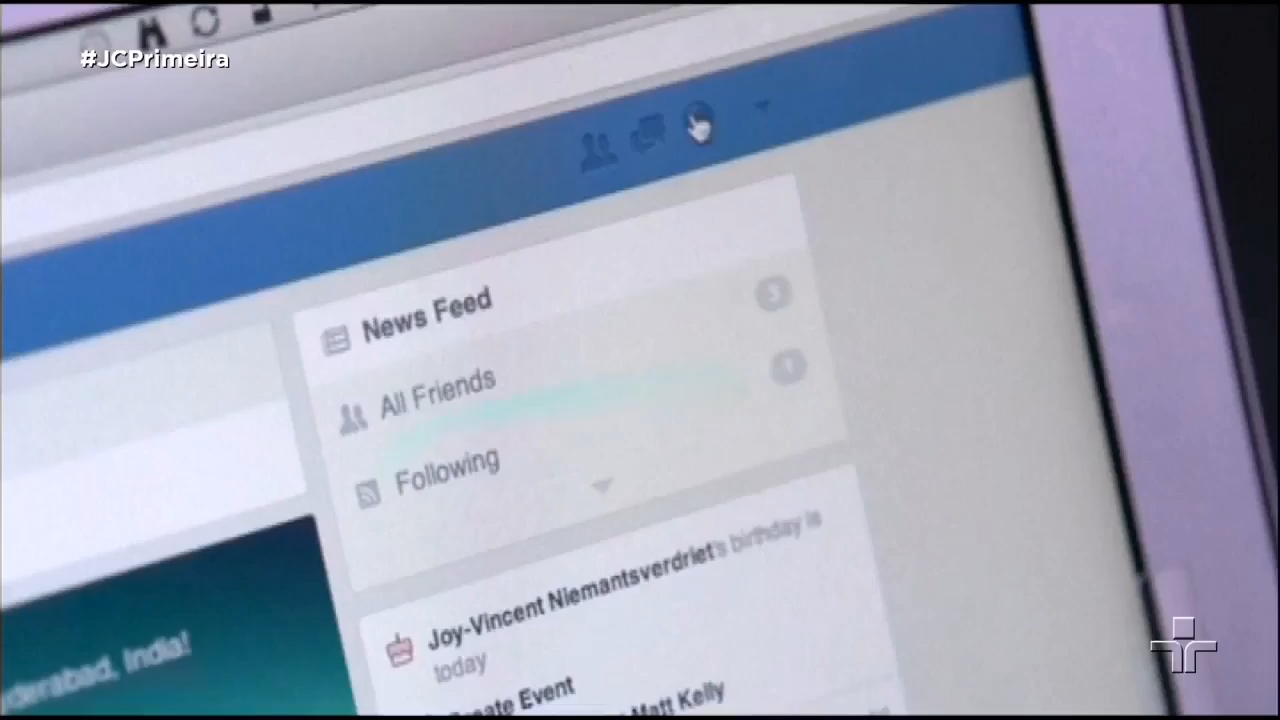 #JCPrimeira
News Feed
All Friends
Following
Joy-Vincent Niemantsverdriet's birthday is
today
Create Event
Matt Kelly
derabad, India!